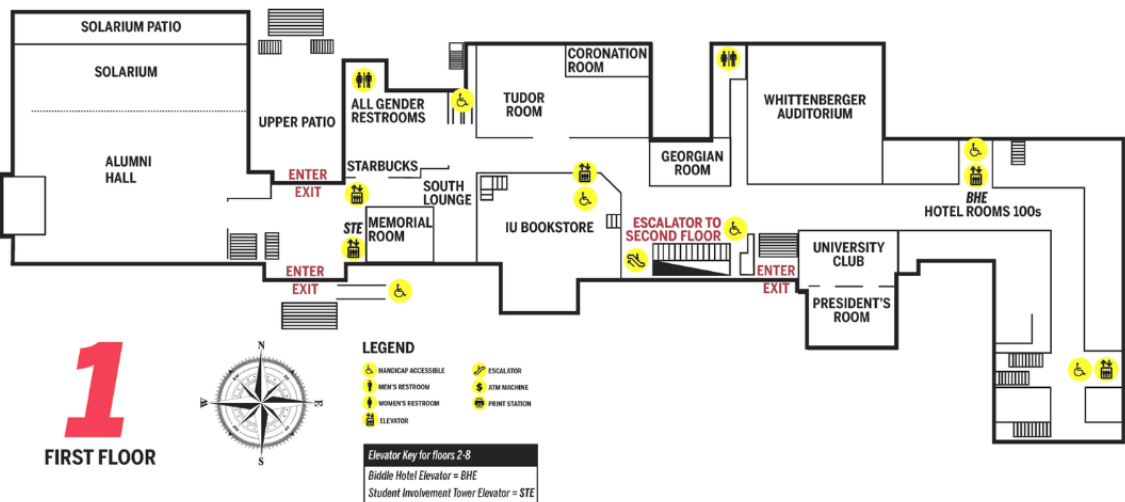 SOLARIUM PATIO
SOLARIUM
ALUMNI
HALL
UPPER PATIO
ENTER
EXIT
ALL GENDER
RESTROOMS
STARBUCKS
SOUTH
LOUNGE
STE
MEMORIAL
ROOM
ENTER
EXIT
TUDOR
ROOM
CORONATION
ROOM
IU BOOKSTORE
GEORGIAN
ROOM
WHITTENBERGER
AUDITORIUM
ESCALATOR TO
SECOND FLOOR
ENTER
EXIT
UNIVERSITY
CLUB
PRESIDENT'S
ROOM
BHE
HOTEL ROOMS 100s
1
FIRST FLOOR
N
W
E
S
LEGEND
HANDICAP ACCESSIBLE
MEN'S RESTROOM
WOMEN'S RESTROOM
ELEVATOR
ESCALATOR
$ ATM MACHINE
PRINT STATION
Elevator Key for floors 2-8
Biddle Hotel Elevator = BHE
Student Involvement Tower Elevator = STE